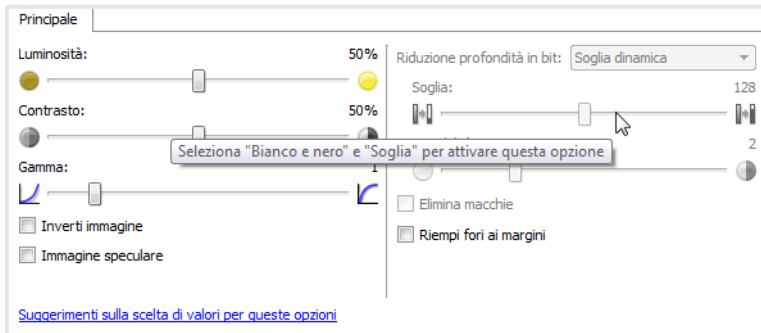 Principale
Luminosità: 50%
Contrasto: 50%
Gamma: 1
Inverti immagine
Immagine speculare
Suggerimenti sulla scelta di valori per queste opzioni
Riduzione profondità in bit: Soglia dinamica
Soglia: 128
Seleziona "Bianco e nero" e "Soglia" per attivare questa opzione
2
Elimina macchie
Riempi fori ai margini